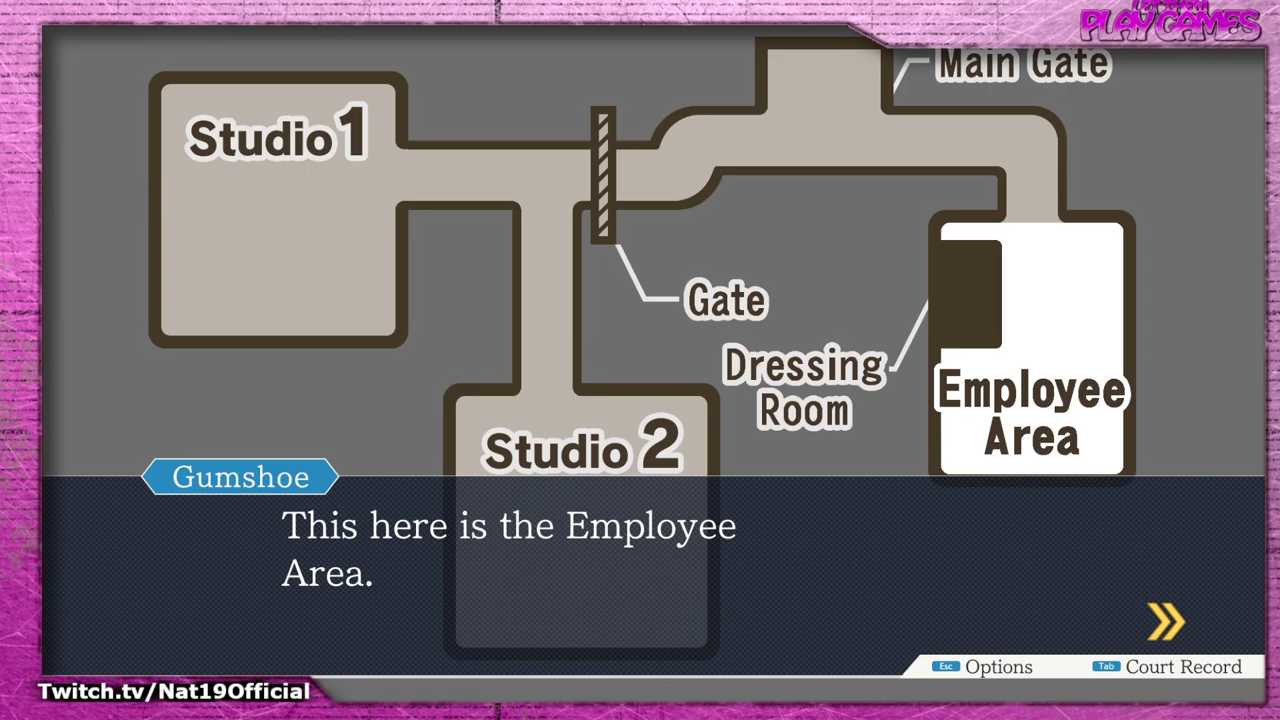 PLAY GAMES
Main Gate
Studio 1
Gate
Dressing
Room
Employee
Area
Studio 2
Gumshoe
This here is the Employee
Area.
Esc Options
Tab Court Record
Twitch.tv/Nat19Official